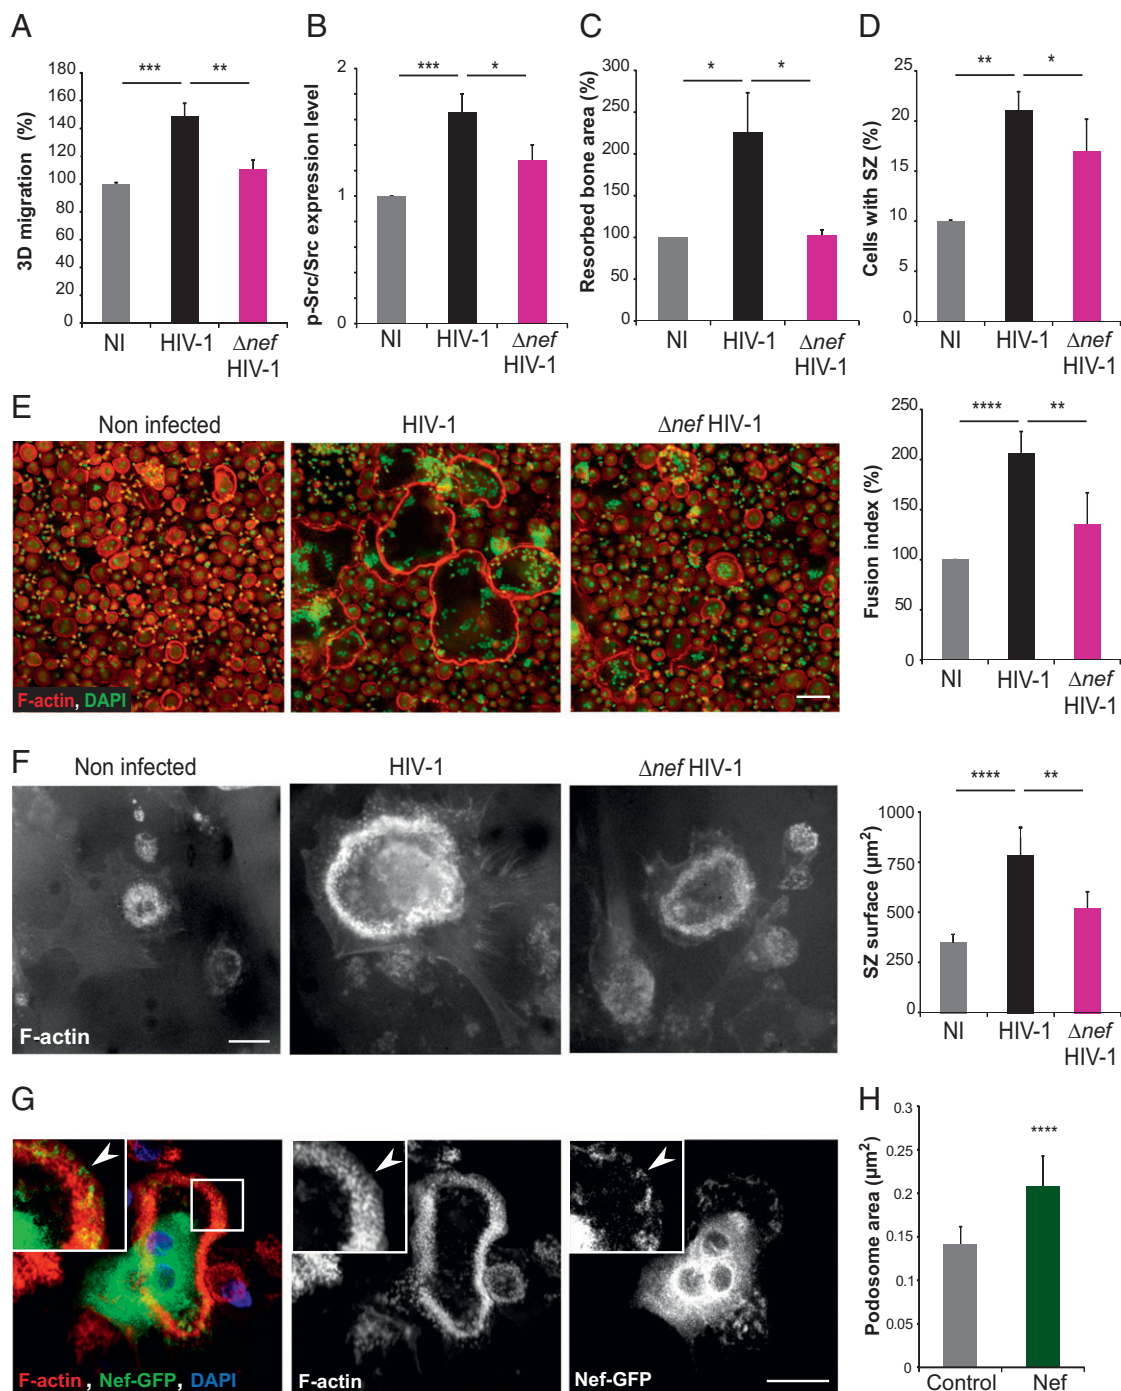 A
B
C
D
3D migration (%)
180
160
140
120
100
80
60
40
20
0
***
**
NI
HIV-1
Δnef
HIV-1
p-Src/Src expression level
2
1
0
***
*
NI
HIV-1
Δnef
HIV-1
Resorbed bone area (%)
300
250
200
150
100
50
0
*
*
NI
HIV-1
Δnef
HIV-1
Cells with SZ (%)
25
20
15
10
5
0
**
*
NI
HIV-1
Δnef
HIV-1
E
Non infected
HIV-1
Δnef HIV-1
F-actin, DAPI
Fusion index (%)
250
200
150
100
50
0
****
**
NI
HIV-1
Δnef
HIV-1
F
Non infected
HIV-1
Δnef HIV-1
F-actin
SZ surface (µm²)
1000
750
500
250
0
****
**
NI
HIV-1
Δnef
HIV-1
G
F-actin, Nef-GFP, DAPI
F-actin
Nef-GFP
H
Podosome area (µm²)
0.3
0.25
0.2
0.15
0.1
0.05
0
****
Control
Nef